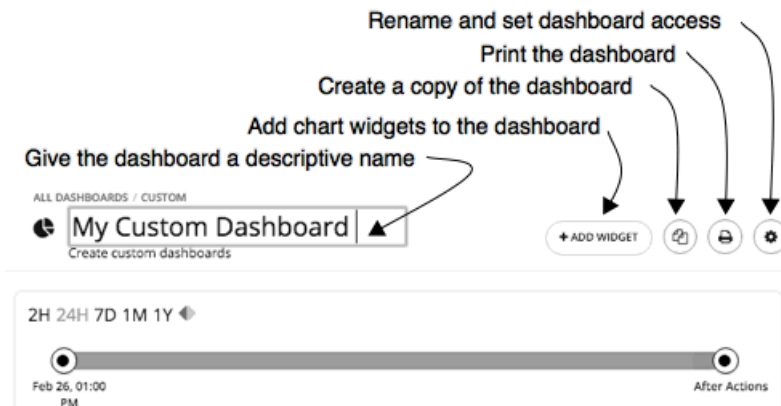 Rename and set dashboard access
Print the dashboard
Create a copy of the dashboard
Add chart widgets to the dashboard
Give the dashboard a descriptive name
ALL DASHBOARDS / CUSTOM
My Custom Dashboard
+ ADD WIDGET
Create custom dashboards
2H 24H 7D 1M 1Y
Feb 26, 01:00
PM
After Actions